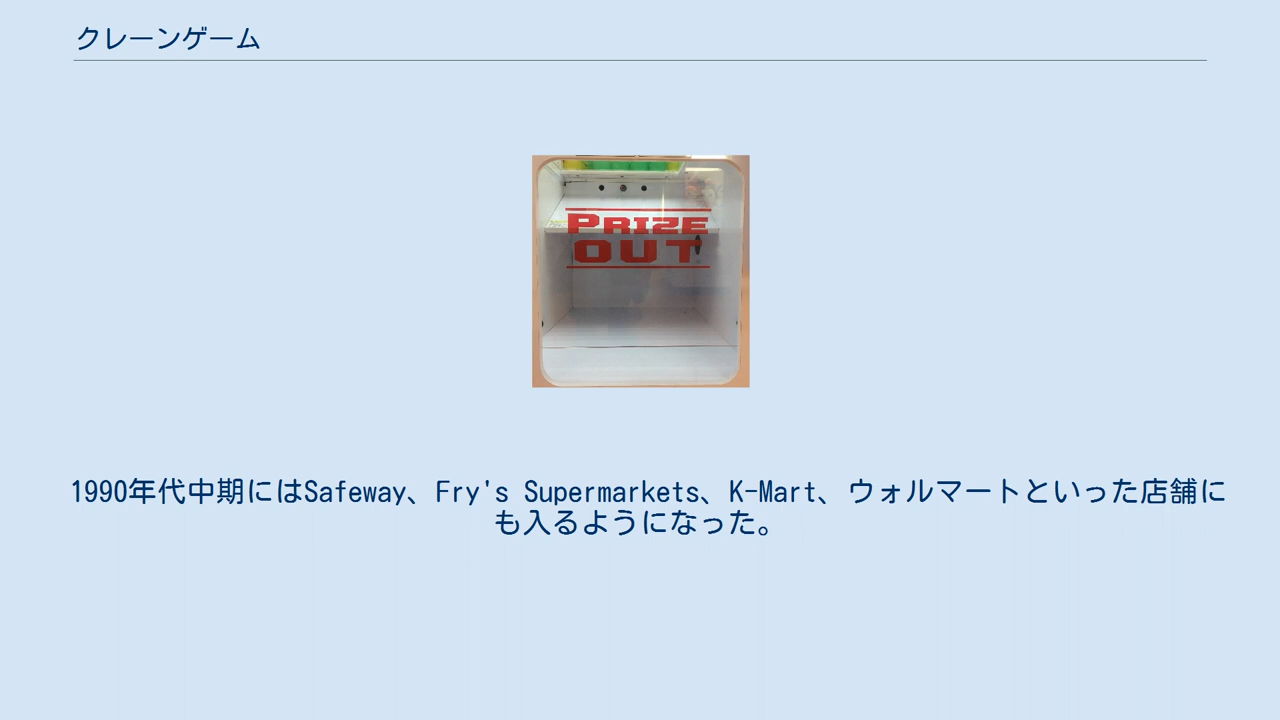 クレーンゲーム
PRIZE
OUT
1990年代中期にはSafeway、Fry's Supermarkets、K-Mart、ウォルマートといった店舗に
も入るようになった。